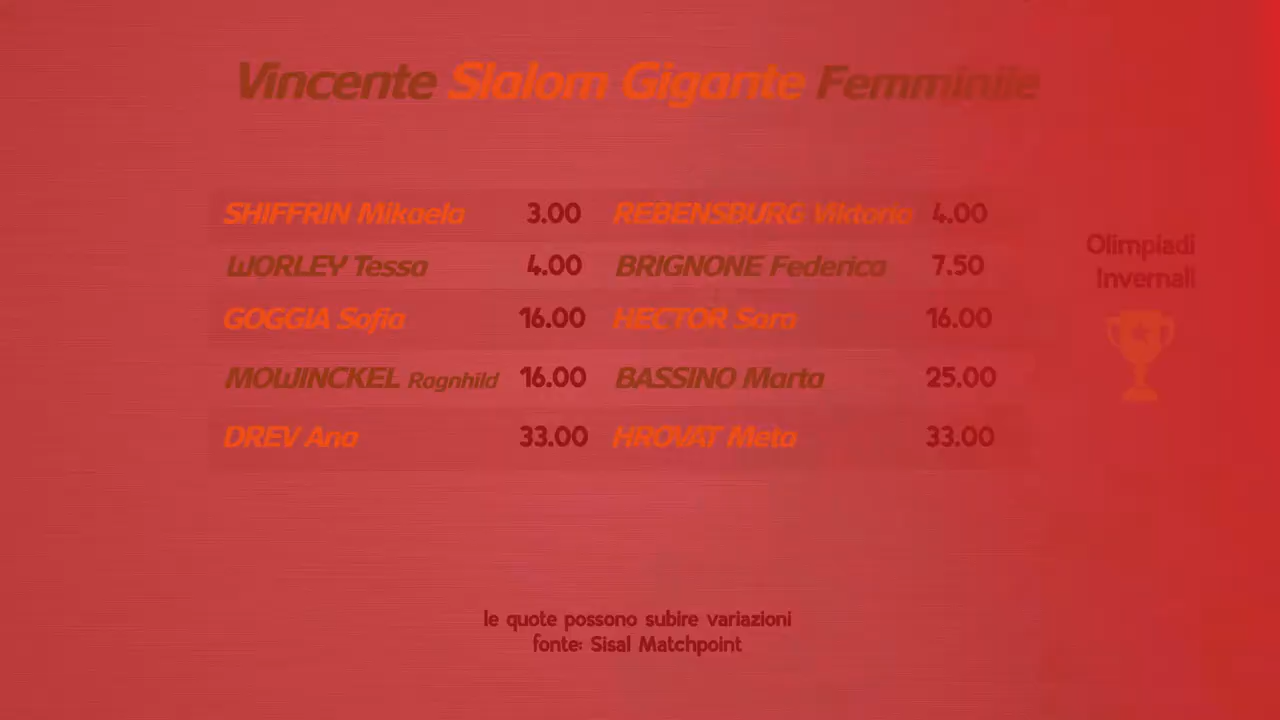 Vincente Slalom Gigante Femminile
SHIFFRIN Mikaela 3.00 REBENSBURG Viktoria 4.00
WORLEY Tessa 4.00 BRIGNONE Federica 7.50
GOGGIA Sofia 16.00 HECTOR Sara 16.00
MOWINCKEL Ragnhild 16.00 BASSINO Marta 25.00
DREV Ana 33.00 HROVAT Meta 33.00
Olimpiadi
Invernali
le quote possono subire variazioni
fonte: Sisal Matchpoint